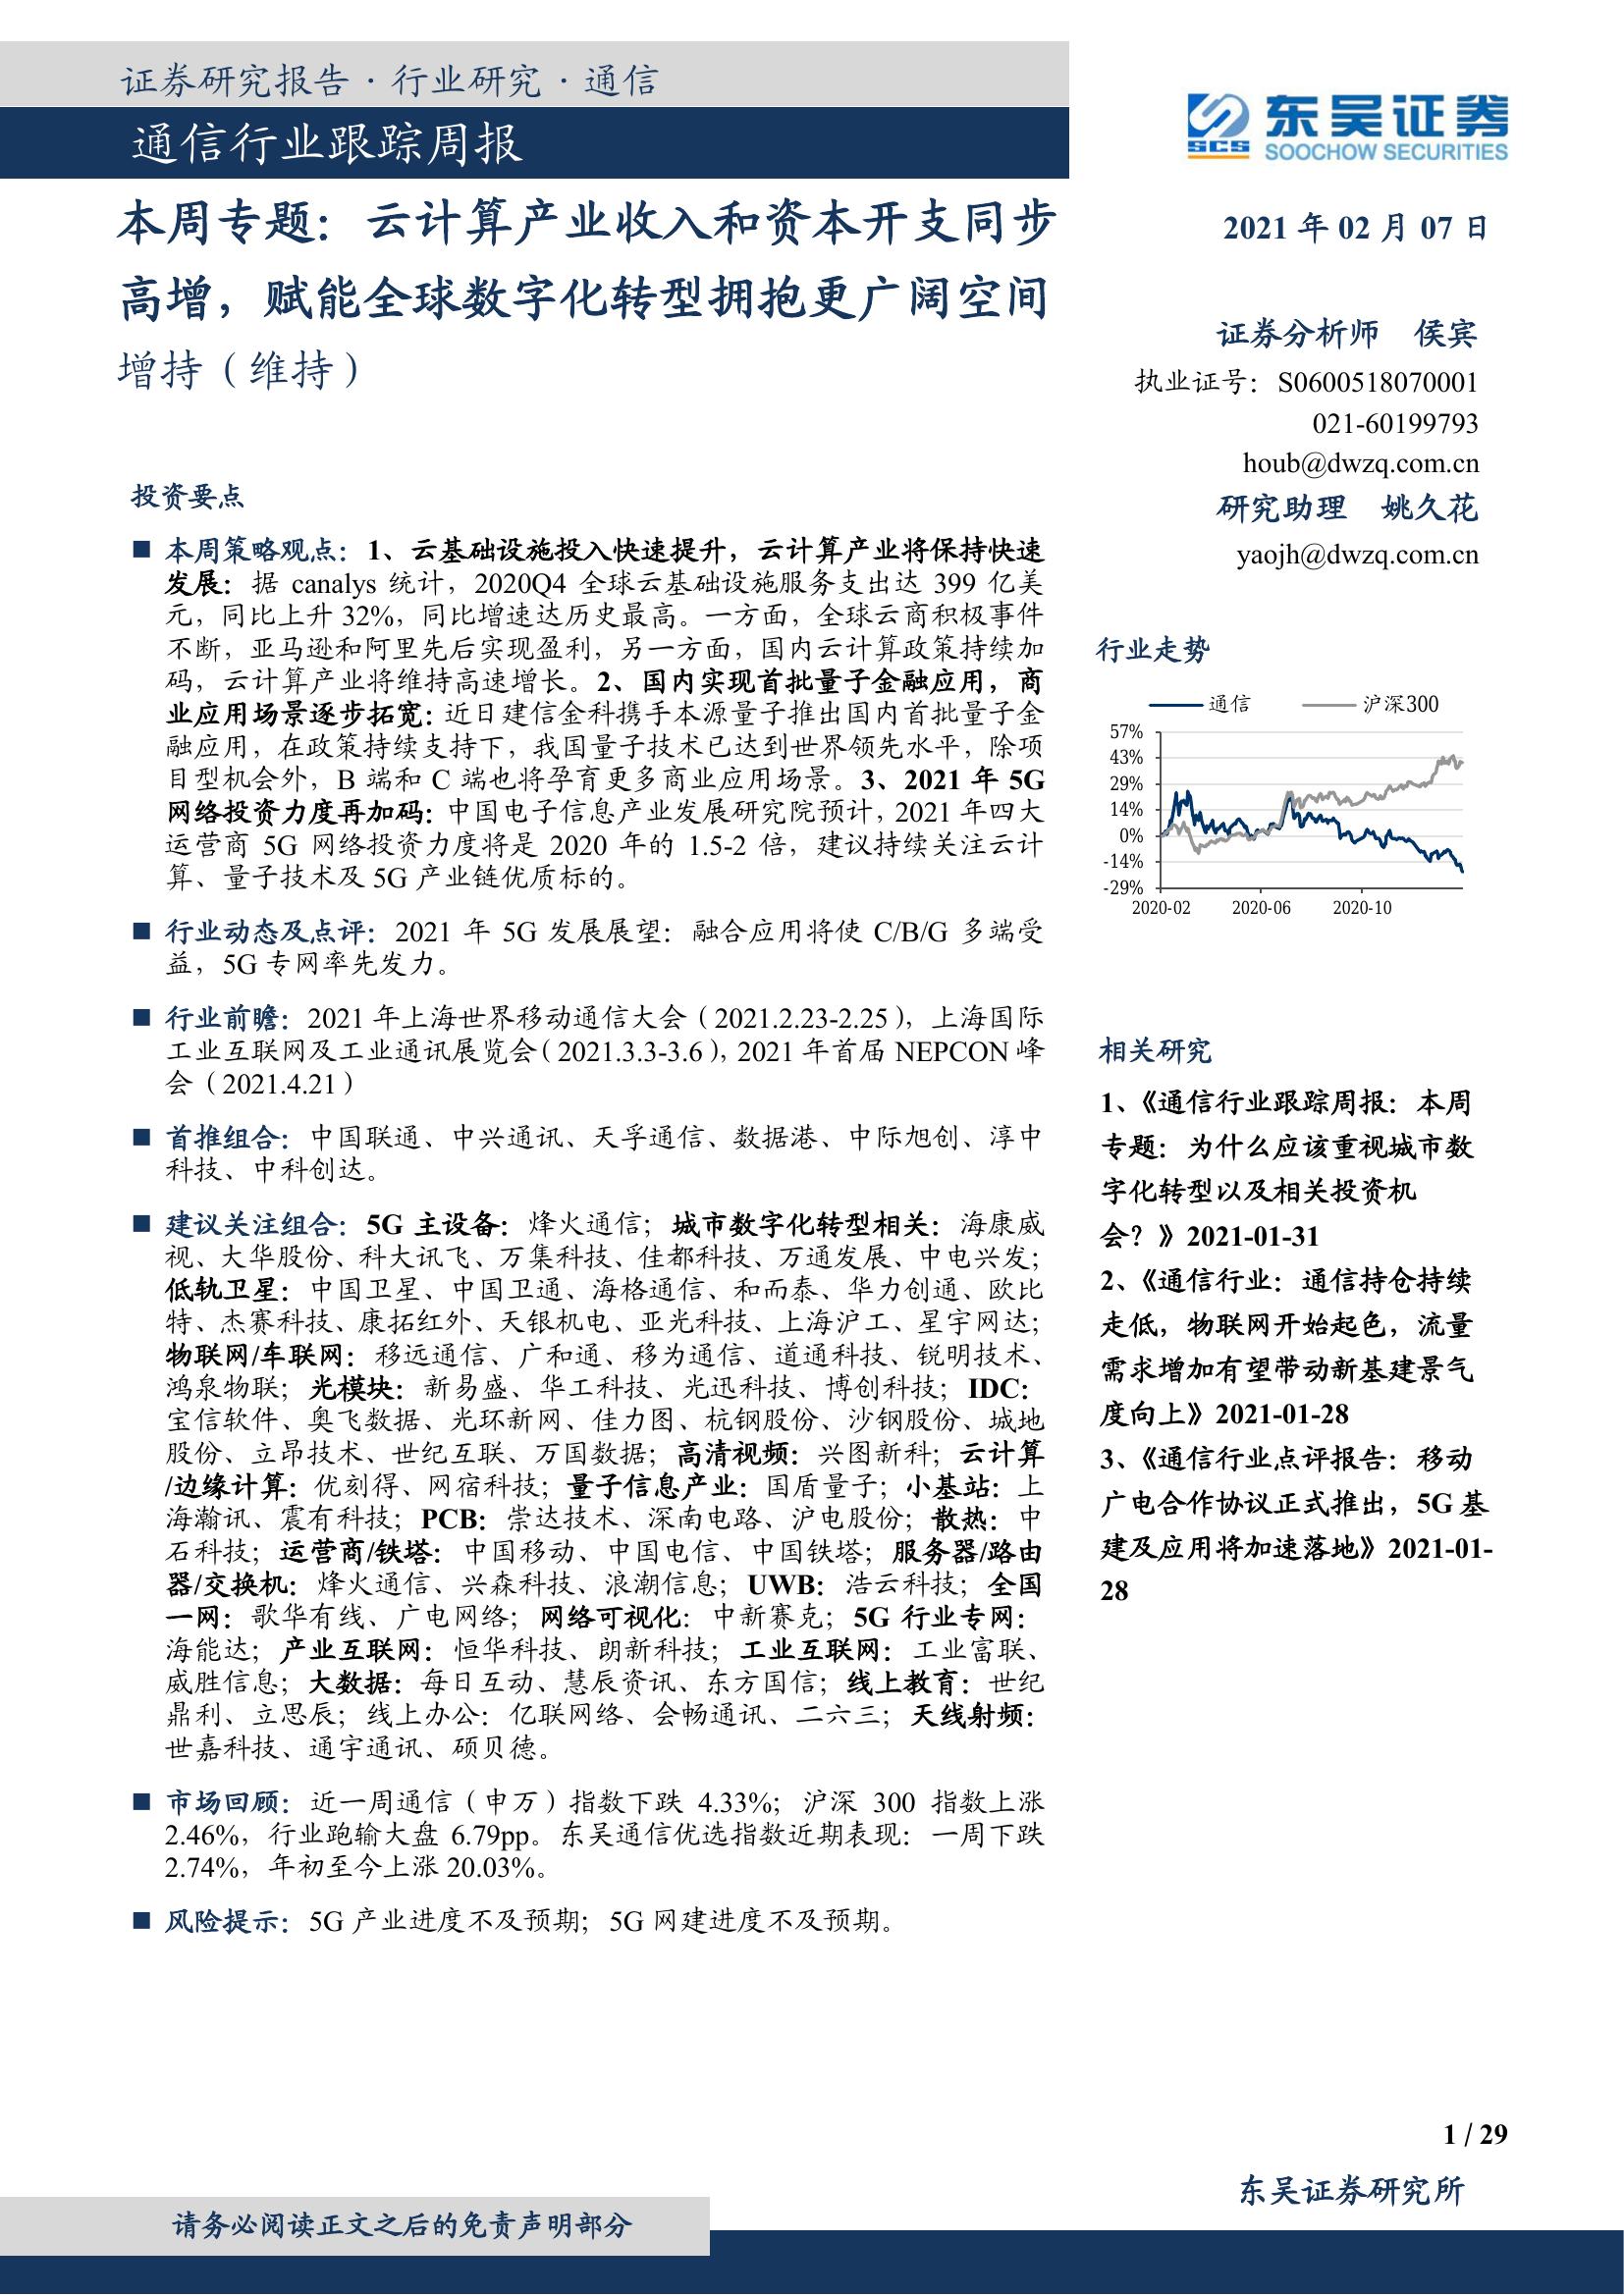 证券研究报告·行业研究·通信
通信行业跟踪周报
本周专题：云计算产业收入和资本开支同步
高增，赋能全球数字化转型拥抱更广阔空间
增持（维持）
投资要点
■ 本周策略观点：1、云基础设施投入快速提升，云计算产业将保持快速
发展：据 canalys 统计，2020Q4 全球云基础设施服务支出达 399 亿美
元，同比上升 32%，同比增速达历史最高。一方面，全球云商积极事件
不断，亚马逊和阿里先后实现盈利，另一方面，国内云计算政策持续加
码，云计算产业将维持高速增长。2、国内实现首批量子金融应用，商
业应用场景逐步拓宽：近日建信金科携手本源量子推出国内首批量子金
融应用，在政策持续支持下，我国量子技术已达到世界领先水平，除项
目型机会外，B 端和 C 端也将孕育更多商业应用场景。3、2021 年 5G
网络投资力度再加码：中国电子信息产业发展研究院预计，2021 年四大
运营商 5G 网络投资力度将是 2020 年的 1.5-2 倍，建议持续关注云计
算、量子技术及 5G 产业链优质标的。
■ 行业动态及点评：2021 年 5G 发展展望：融合应用将使 C/B/G 多端受
益，5G 专网率先发力。
■ 行业前瞻：2021 年上海世界移动通信大会（2021.2.23-2.25），上海国际
工业互联网及工业通讯展览会（2021.3.3-3.6），2021 年首届 NEPCON 峰
会（2021.4.21）
■ 首推组合：中国联通、中兴通讯、天孚通信、数据港、中际旭创、淳中
科技、中科创达。
■ 建议关注组合：5G 主设备：烽火通信；城市数字化转型相关：海康威
视、大华股份、科大讯飞、万集科技、佳都科技、万通发展、中电兴发；
低轨卫星：中国卫星、中国卫通、海格通信、和而泰、华力创通、欧比
特、杰赛科技、康拓红外、天银机电、亚光科技、上海沪工、星宇网达；
物联网/车联网：移远通信、广和通、移为通信、道通科技、锐明技术、
鸿泉物联；光模块：新易盛、华工科技、光迅科技、博创科技；IDC：
宝信软件、奥飞数据、光环新网、佳力图、杭钢股份、沙钢股份、城地
股份、立昂技术、世纪互联、万国数据；高清视频：兴图新科；云计算
/边缘计算：优刻得、网宿科技；量子信息产业：国盾量子；小基站：上
海瀚讯、震有科技；PCB：崇达技术、深南电路、沪电股份；散热：中
石科技；运营商/铁塔：中国移动、中国电信、中国铁塔；服务器/路由
器/交换机：烽火通信、兴森科技、浪潮信息；UWB：浩云科技；全国
一网：歌华有线、广电网络；网络可视化：中新赛克；5G 行业专网：
海能达；产业互联网：恒华科技、朗新科技；工业互联网：工业富联、
威胜信息；大数据：每日互动、慧辰资讯、东方国信；线上教育：世纪
鼎利、立思辰；线上办公：亿联网络、会畅通讯、二六三；天线射频：
世嘉科技、通宇通讯、硕贝德。
■ 市场回顾：近一周通信（申万）指数下跌 4.33%；沪深 300 指数上涨
2.46%，行业跑输大盘 6.79pp。东吴通信优选指数近期表现：一周下跌
2.74%，年初至今上涨 20.03%。
■ 风险提示：5G 产业进度不及预期；5G 网建进度不及预期。
SCS
东吴证券
SOOCHOW SECURITIES
2021 年 02 月 07 日
证券分析师 侯宾
执业证号：S0600518070001
021-60199793
houb@dwzq.com.cn
研究助理 姚久花
yaojh@dwzq.com.cn
行业走势
通信 沪深300
57%
43%
29%
14%
0%
-14%
-29%
2020-02 2020-06 2020-10
相关研究
1、《通信行业跟踪周报：本周
专题：为什么应该重视城市数
字化转型以及相关投资机
会？》2021-01-31
2、《通信行业：通信持仓持续
走低，物联网开始起色，流量
需求增加有望带动新基建景气
度向上》2021-01-28
3、《通信行业点评报告：移动
广电合作协议正式推出，5G 基
建及应用将加速落地》2021-01-
28
1 / 29
东吴证券研究所
请务必阅读正文之后的免责声明部分